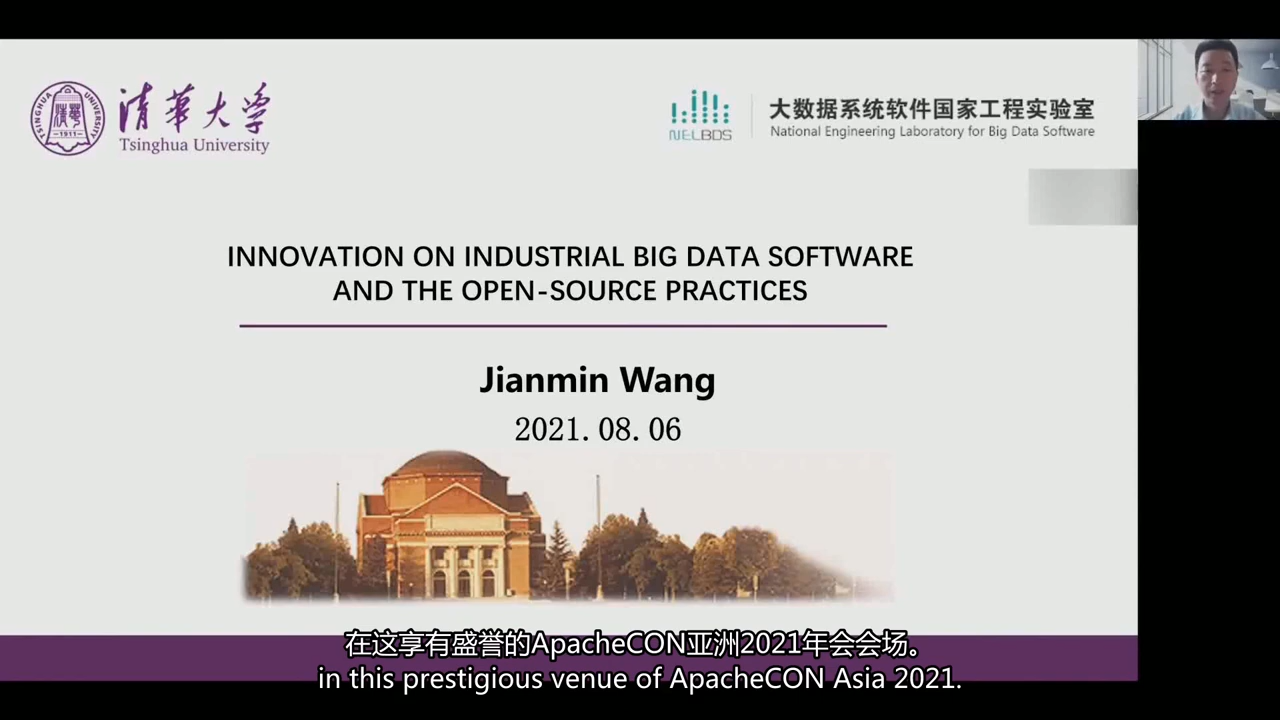 TSINGHUA UNIVERSITY
1911
清華大学
Tsinghua University
NELBDS
大数据系统软件国家工程实验室
National Engineering Laboratory for Big Data Software
INNOVATION ON INDUSTRIAL BIG DATA SOFTWARE
AND THE OPEN-SOURCE PRACTICES
Jianmin Wang
2021.08.06
在这享有盛誉的ApacheCON亚洲2021年会会场。
in this prestigious venue of ApacheCON Asia 2021.